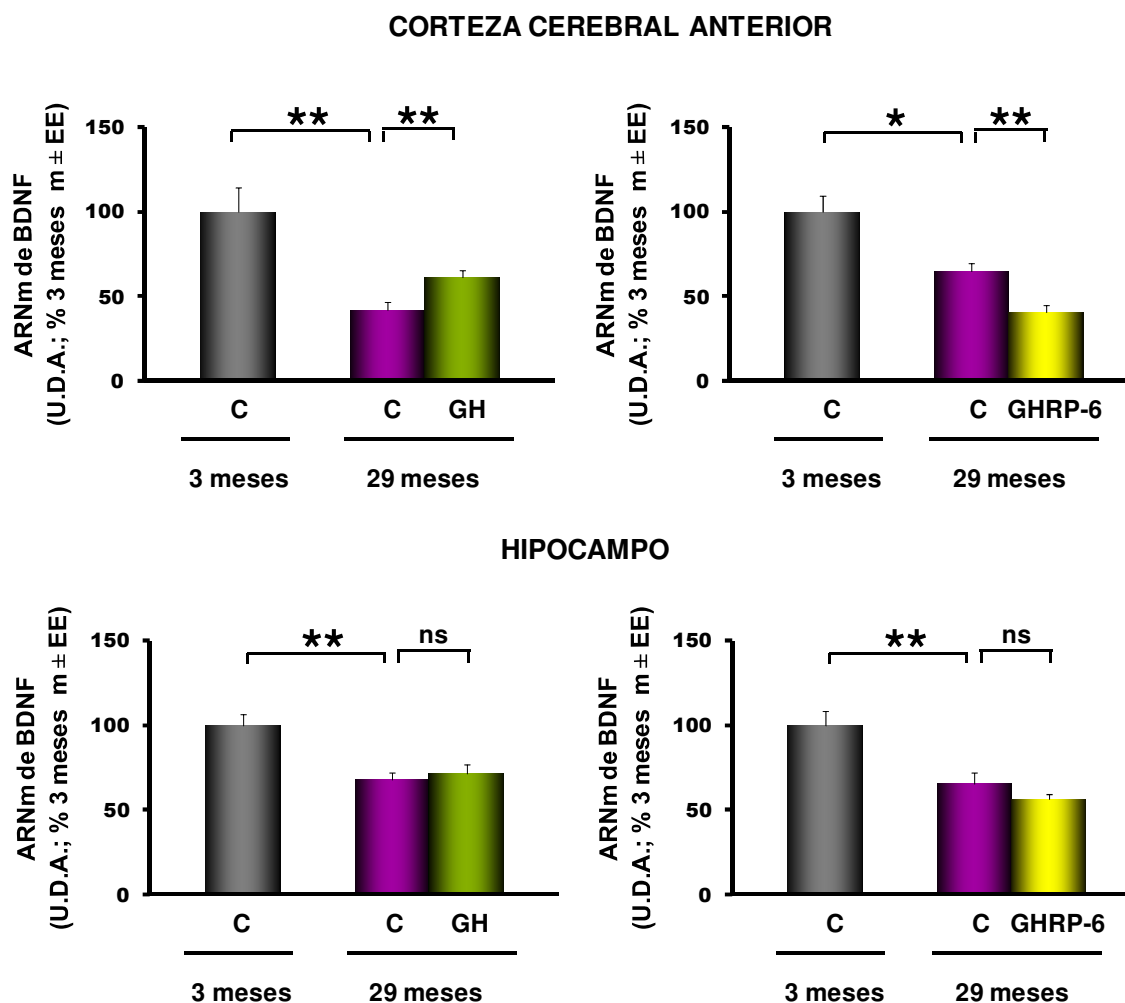 CORTEZA CEREBRAL ANTERIOR
ARNm de BDNF
(U.D.A.; % 3 meses m ± EE)
150
100
50
0
** **
C C GH
3 meses 29 meses
ARNm de BDNF
(U.D.A.; % 3 meses m ± EE)
150
100
50
0
* **
C C GHRP-6
3 meses 29 meses
HIPOCAMPO
ARNm de BDNF
(U.D.A.; % 3 meses m ± EE)
150
100
50
0
** ns
C C GH
3 meses 29 meses
ARNm de BDNF
(U.D.A.; % 3 meses m ± EE)
150
100
50
0
** ns
C C GHRP-6
3 meses 29 meses